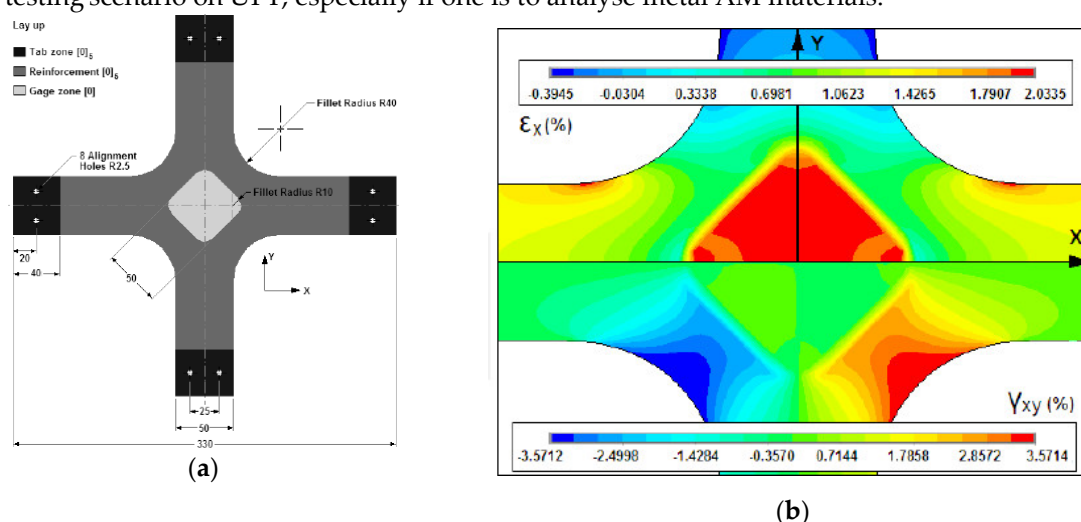 testing scenario on UPT, especially if one is to analyse metal AM materials.
Lay up
Tab zone [0]₅
Reinforcement [0]₅
Gage zone [0]
Fillet Radius R40
8 Alignment
Holes R2.5
Fillet Radius R10
20
40
50
Y
X
25
50
330
(a)
Y
-0.3945 -0.0304 0.3338 0.6981 1.0623 1.4265 1.7907 2.0335
εx (%)
X
γxy (%)
-3.5712 -2.4998 -1.4284 -0.3570 0.7144 1.7858 2.8572 3.5714
(b)